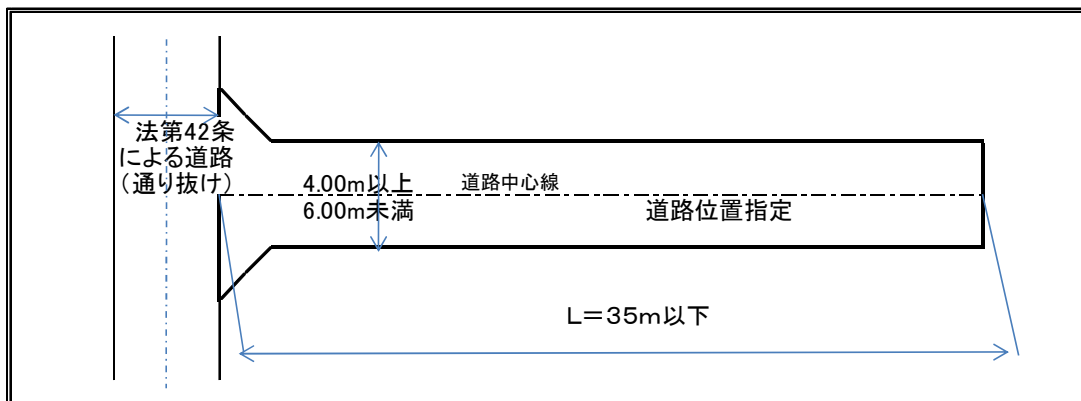 法第42条
による道路
（通り抜け）
4.00m以上
6.00m未満
道路中心線
道路位置指定
Ｌ＝35ｍ以下